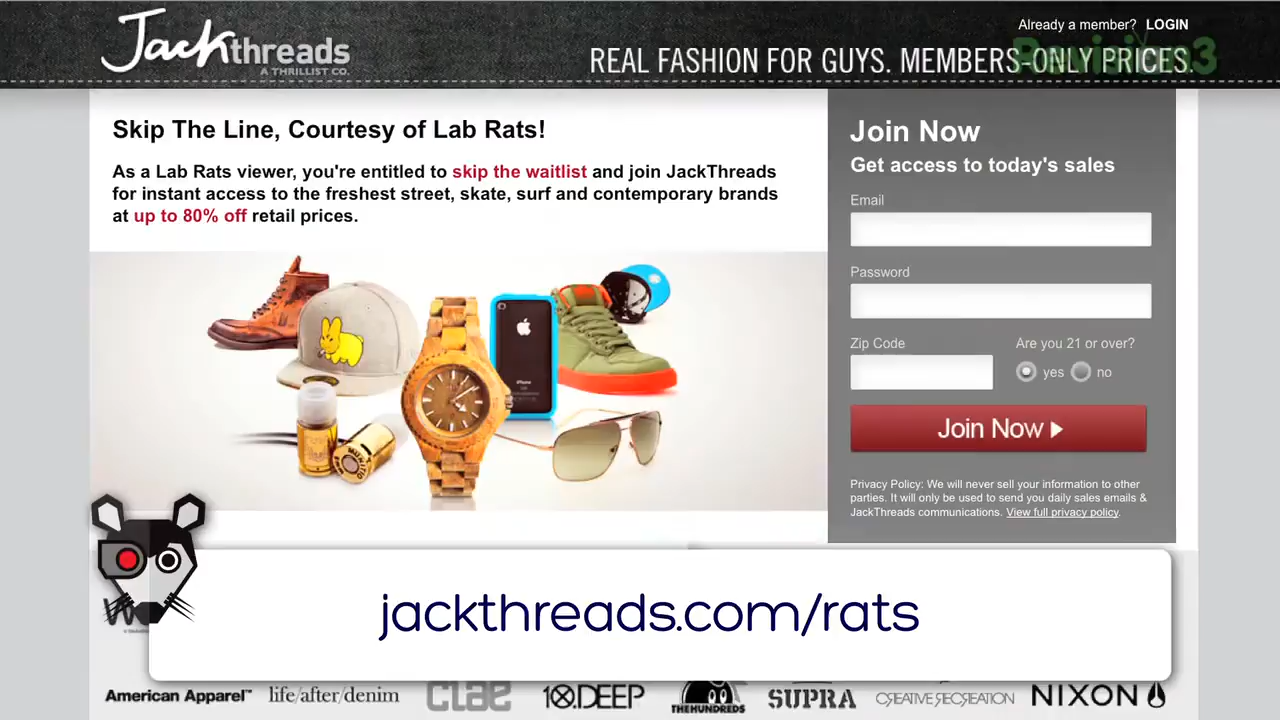 Jackthreads
A THRILLIST CO.
Already a member? LOGIN
REAL FASHION FOR GUYS. MEMBERS-ONLY PRICES.
Revision3
Skip The Line, Courtesy of Lab Rats!
As a Lab Rats viewer, you're entitled to skip the waitlist and join JackThreads
for instant access to the freshest street, skate, surf and contemporary brands
at up to 80% off retail prices.
Join Now
Get access to today's sales
Email
Password
Zip Code
Are you 21 or over?
yes no
Join Now
Privacy Policy: We will never sell your information to other
parties. It will only be used to send you daily sales emails &
JackThreads communications. View full privacy policy.
iPhone
jackthreads.com/rats
American Apparel™
life/after/denim
CLAE
10.DEEP
THE HUNDREDS
SUPRA
CREATIVE RECREATION
NIXON